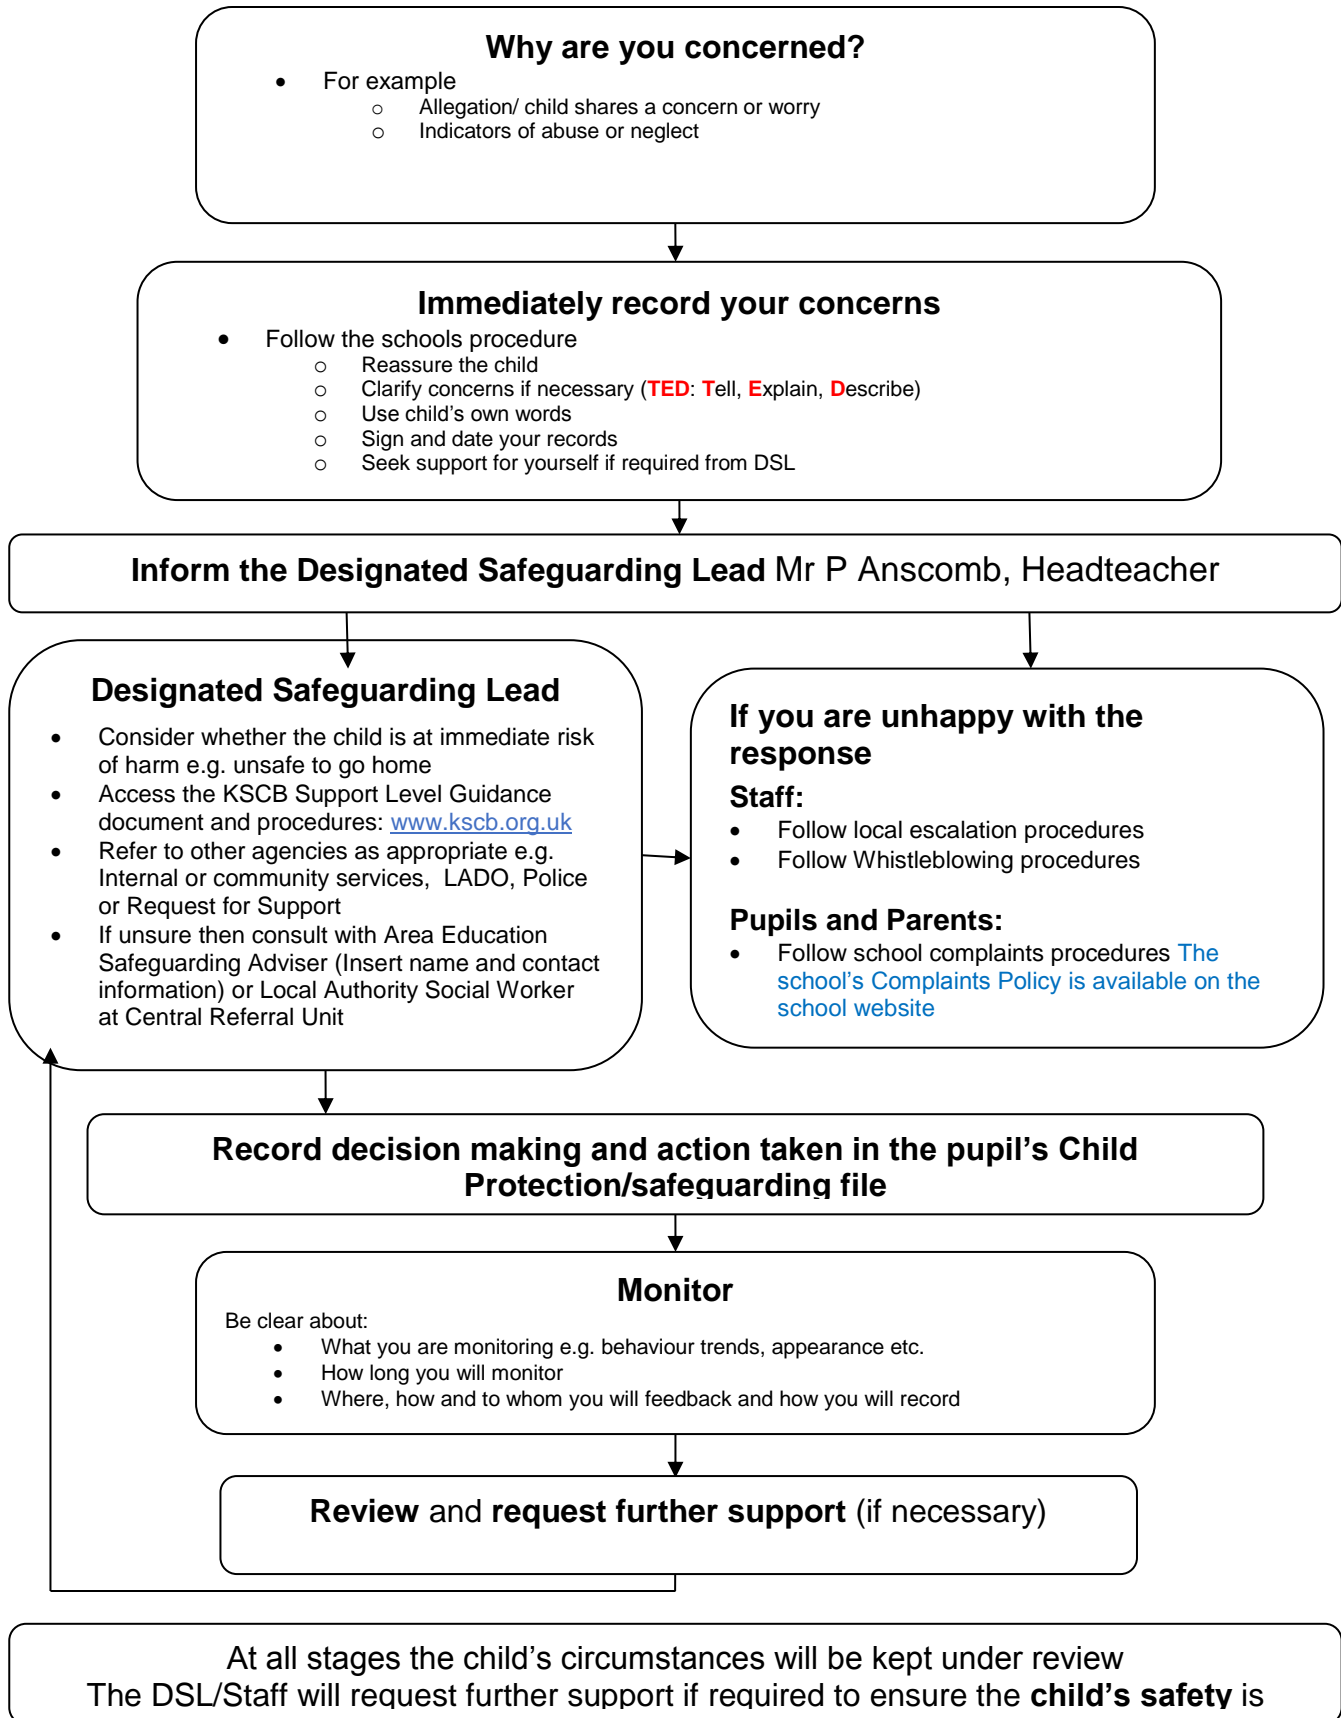 Why are you concerned?
• For example
o Allegation/ child shares a concern or worry
o Indicators of abuse or neglect
Immediately record your concerns
• Follow the schools procedure
o Reassure the child
o Clarify concerns if necessary (TED: Tell, Explain, Describe)
o Use child's own words
o Sign and date your records
o Seek support for yourself if required from DSL
Inform the Designated Safeguarding Lead Mr P Anscomb, Headteacher
Designated Safeguarding Lead
• Consider whether the child is at immediate risk
of harm e.g. unsafe to go home
• Access the KSCB Support Level Guidance
document and procedures: www.kscb.org.uk
• Refer to other agencies as appropriate e.g.
Internal or community services, LADO, Police
or Request for Support
• If unsure then consult with Area Education
Safeguarding Adviser (Insert name and contact
information) or Local Authority Social Worker
at Central Referral Unit
If you are unhappy with the
response
Staff:
• Follow local escalation procedures
• Follow Whistleblowing procedures
Pupils and Parents:
• Follow school complaints procedures The
school's Complaints Policy is available on the
school website
Record decision making and action taken in the pupil's Child
Protection/safeguarding file
Monitor
Be clear about:
• What you are monitoring e.g. behaviour trends, appearance etc.
• How long you will monitor
• Where, how and to whom you will feedback and how you will record
Review and request further support (if necessary)
At all stages the child's circumstances will be kept under review
The DSL/Staff will request further support if required to ensure the child's safety is